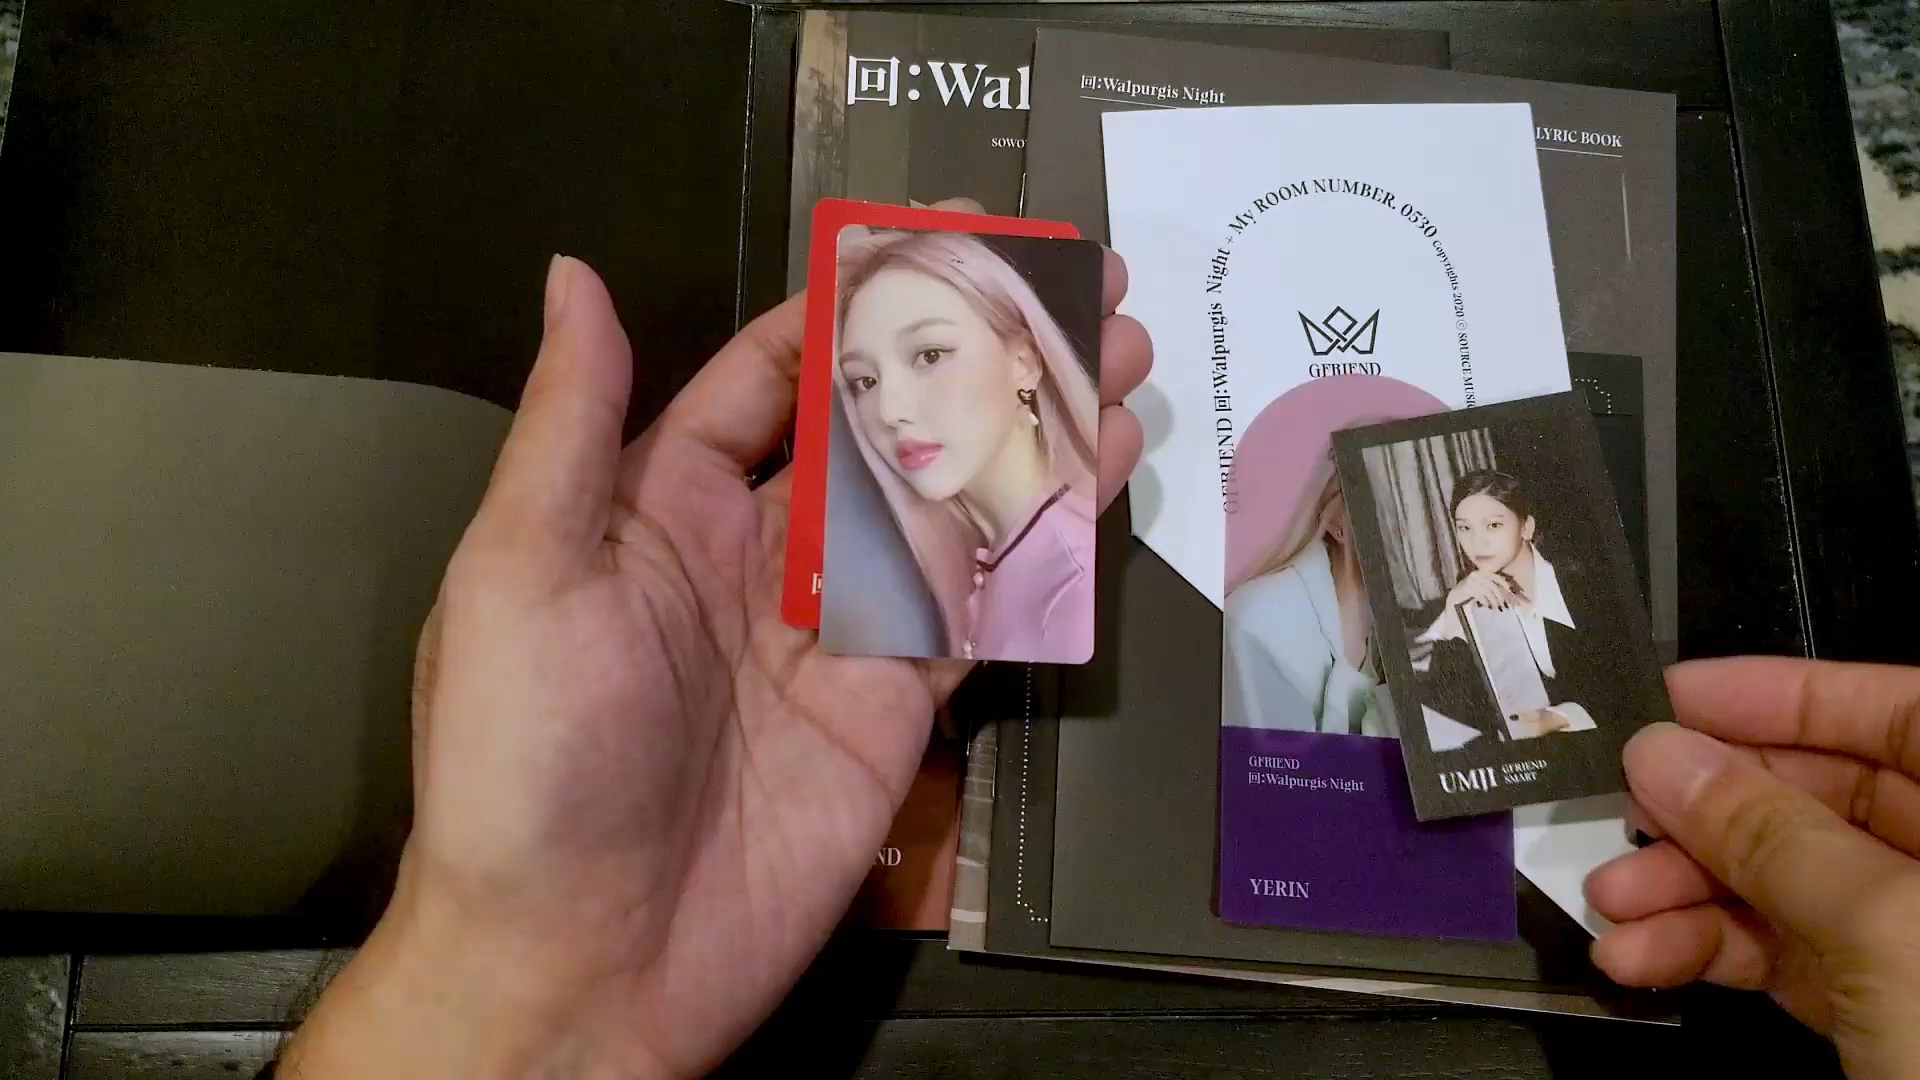 回:Wal
SOWO
回:Walpurgis Night
LYRIC BOOK
GFRIEND 回:Walpurgis Night + My ROOM NUMBER. 0530 Copyrights 2020 © SOURCE MUSIC
GFRIEND
回
GFRIEND
回:Walpurgis Night
YERIN
UMJI
GFRIEND
SMART
ND